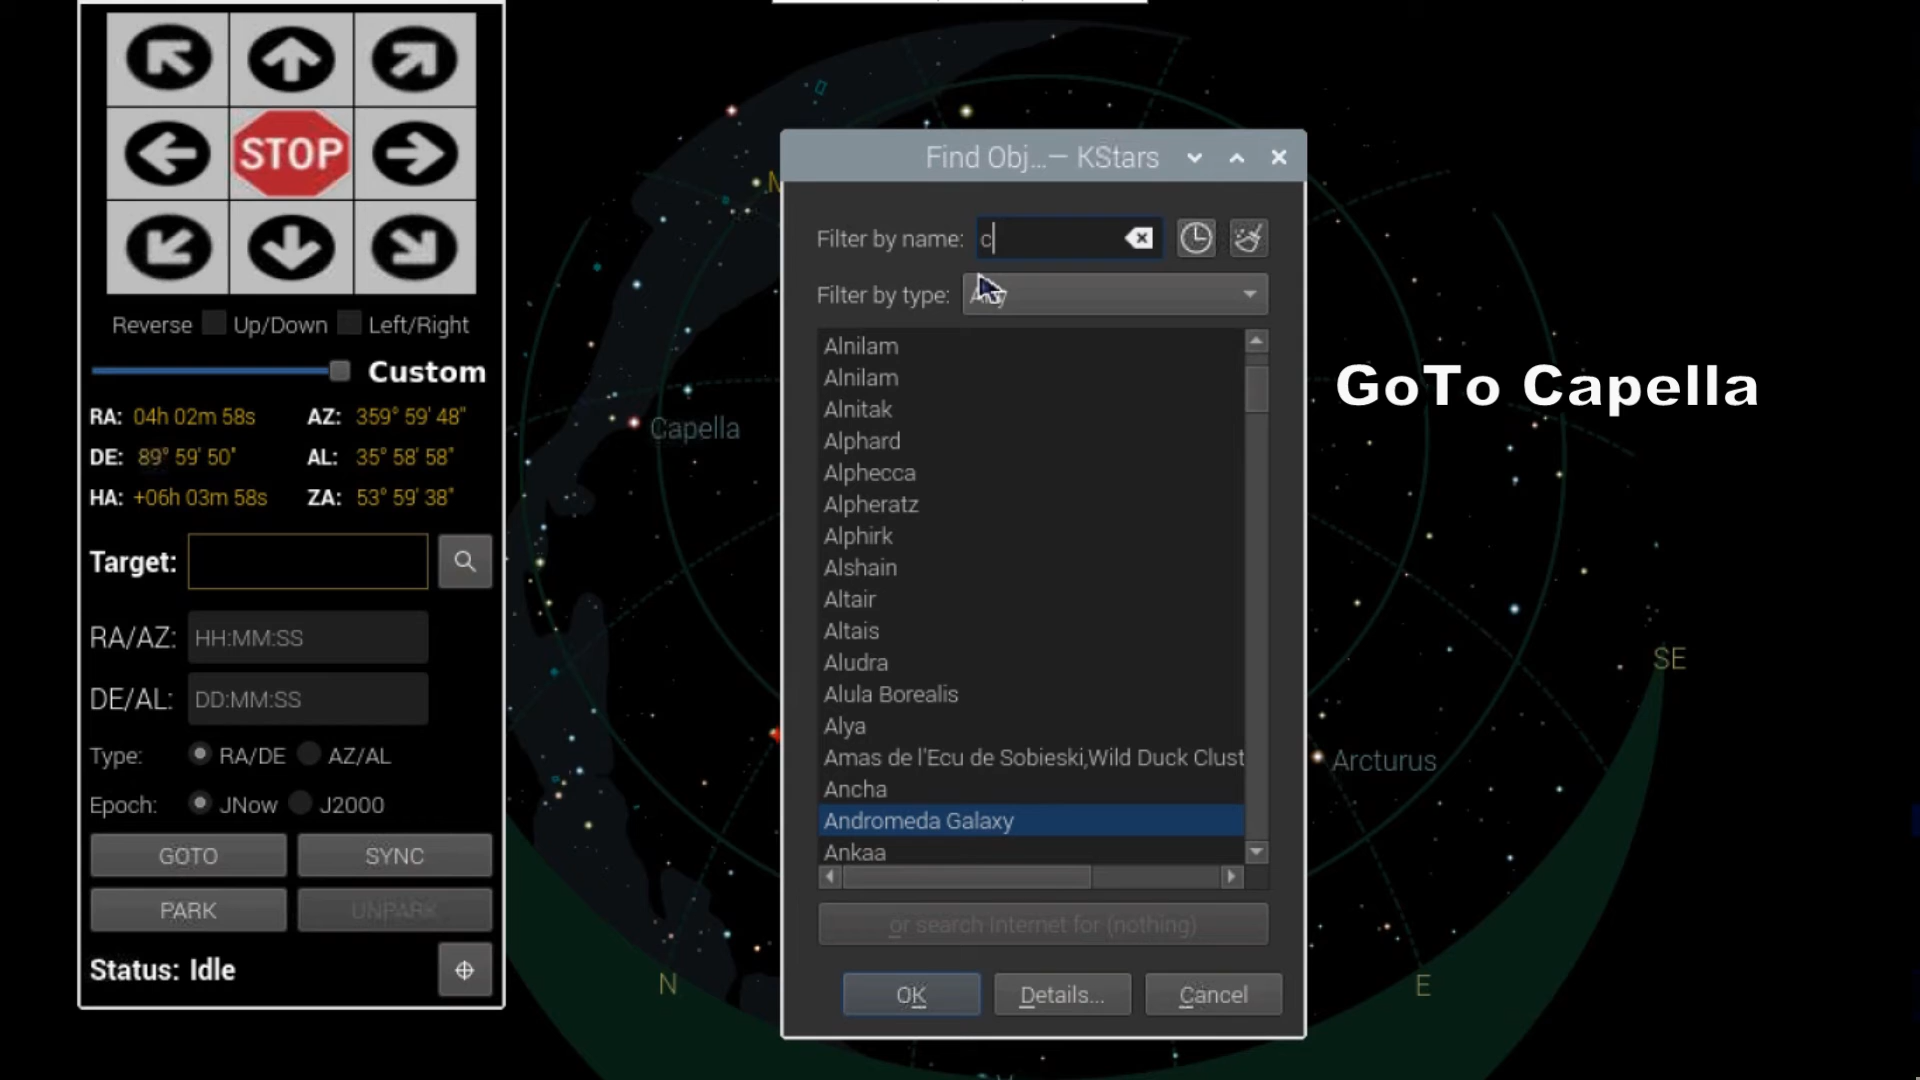 STOP
Reverse Up/Down Left/Right
Custom
RA: 04h 02m 58s AZ: 359° 59' 48"
DE: 89° 59' 50" AL: 35° 58' 58"
HA: +06h 03m 58s ZA: 53° 59' 38"
Target:
RA/AZ: HH:MM:SS
DE/AL: DD:MM:SS
Type: RA/DE AZ/AL
Epoch: JNow J2000
GOTO SYNC
PARK UNPARK
Status: Idle
Capella
N
Find Obj...— KStars
Filter by name: c
Filter by type:
Alnilam
Alnilam
Alnitak
Alphard
Alphecca
Alpheratz
Alphirk
Alshain
Altair
Altais
Aludra
Alula Borealis
Alya
Amas de l'Ecu de Sobieski,Wild Duck Clust
Ancha
Andromeda Galaxy
Ankaa
or search Internet for (nothing)
OK Details... Cancel
GoTo Capella
SE
Arcturus
E